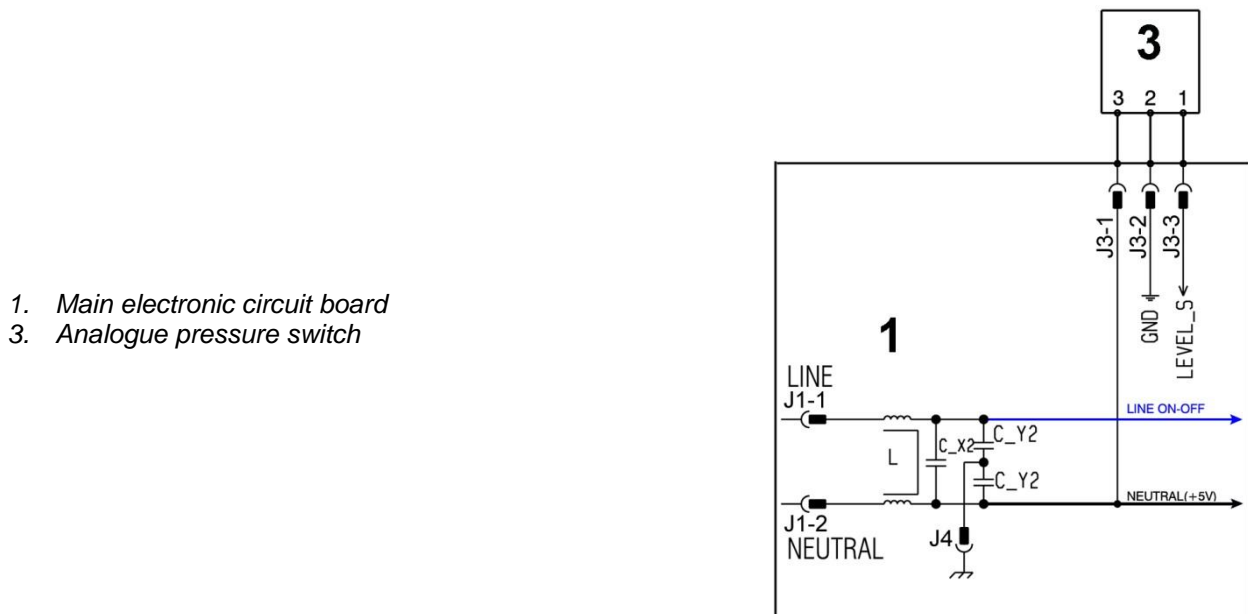 3
3 2 1
J3-1
J3-2
J3-3
GND
LEVEL_S
1. Main electronic circuit board
3. Analogue pressure switch
1
LINE
J1-1
LINE ON-OFF
L
C_X2
C_Y2
C_Y2
NEUTRAL(+5V)
J1-2
NEUTRAL
J4